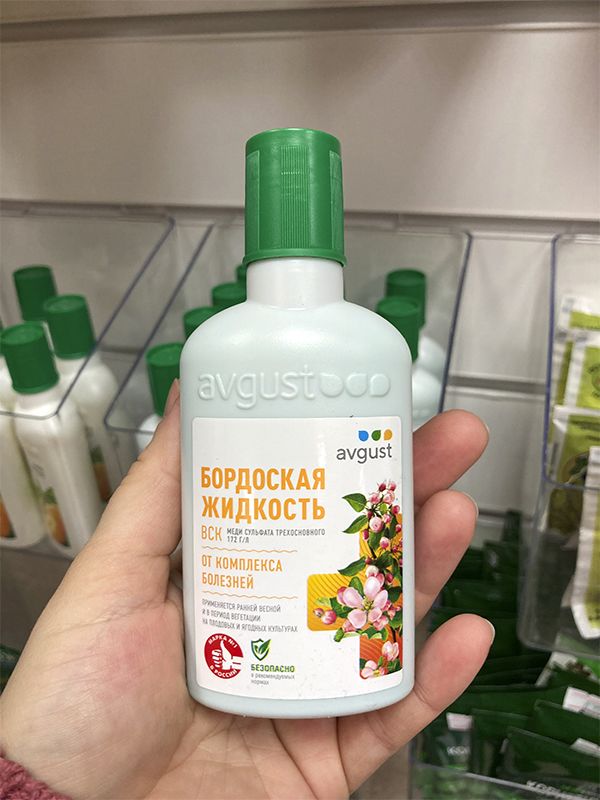 avgust
avgust
БОРДОСКАЯ
ЖИДКОСТЬ
ВСК МЕДИ СУЛЬФАТА ТРЕХОСНОВНОГО
172 Г/Л
ОТ КОМПЛЕКСА
БОЛЕЗНЕЙ
ПРИМЕНЯЕТСЯ РАННЕЙ ВЕСНОЙ
И В ПЕРИОД ВЕГЕТАЦИИ
НА ПЛОДОВЫХ И ЯГОДНЫХ КУЛЬТУРАХ
МАРКА №1
В РОССИИ
БЕЗОПАСНО
в рекомендуемых
нормах